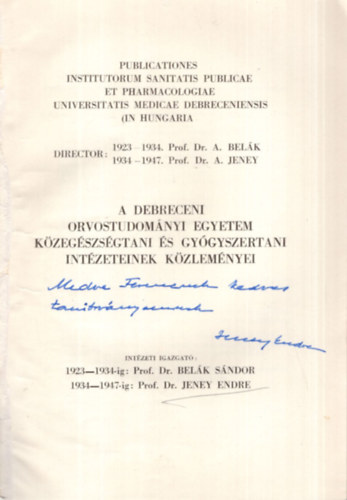 PUBLICATIONES
INSTITUTORUM SANITATIS PUBLICAE
ET PHARMACOLOGIAE
UNIVERSITATIS MEDICAE DEBRECENIENSIS
(IN HUNGARIA
DIRECTOR: 1923—1934. Prof. Dr. A. BELÁK
1934—1947. Prof. Dr. A. JENEY
A DEBRECENI
ORVOSTUDOMÁNYI EGYETEM
KÖZEGÉSZSÉGTANI ÉS GYÓGYSZERTANI
INTÉZETEINEK KÖZLEMÉNYEI
Medve Ferencnek kedves
tanítványomnak
Jeney Endre
INTÉZETI IGAZGATÓ:
1923—1934-ig: Prof. Dr. BELÁK SÁNDOR
1934—1947-ig: Prof. Dr. JENEY ENDRE